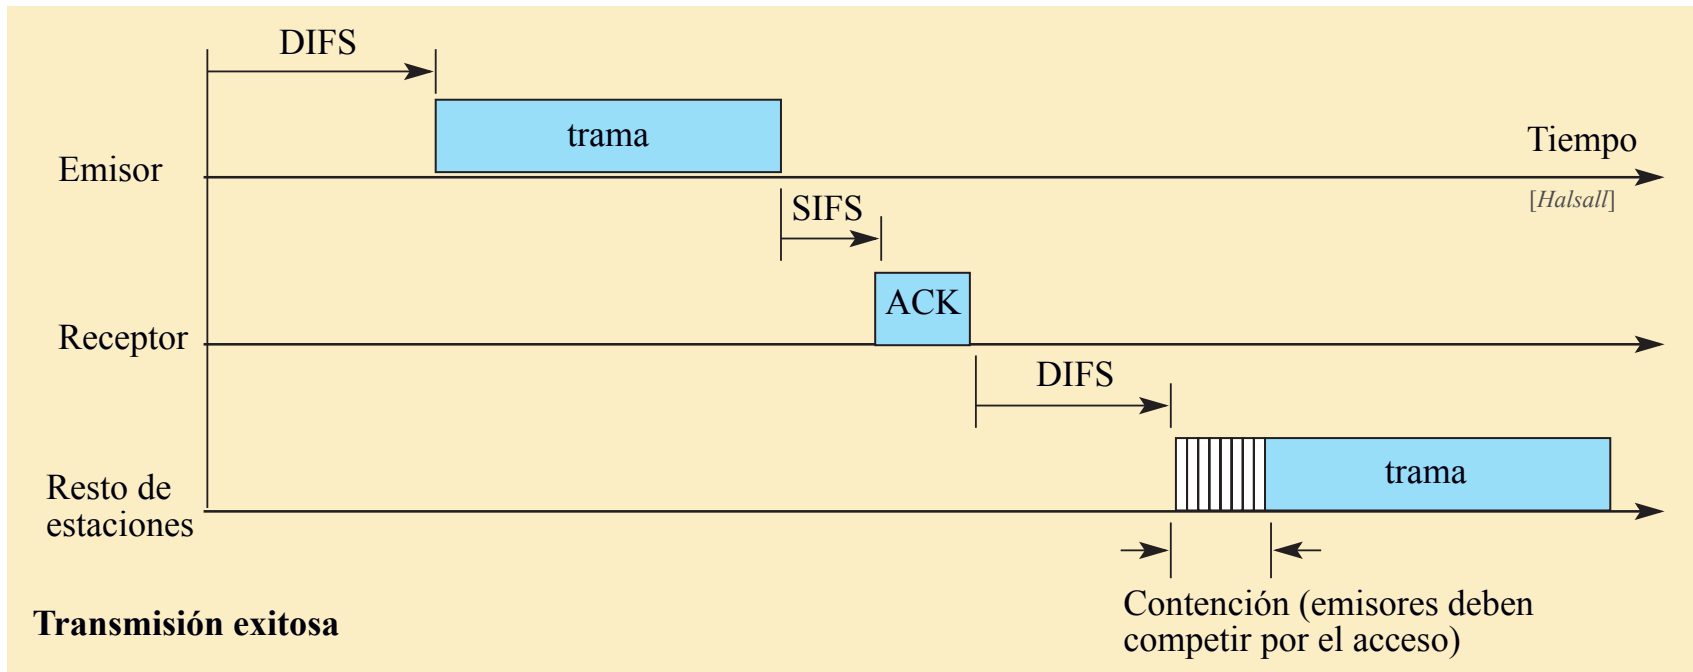 DIFS
trama
Tiempo
Emisor
[Halsall]
SIFS
ACK
Receptor
DIFS
trama
Resto de
estaciones
Contención (emisores deben
competir por el acceso)
Transmisión exitosa